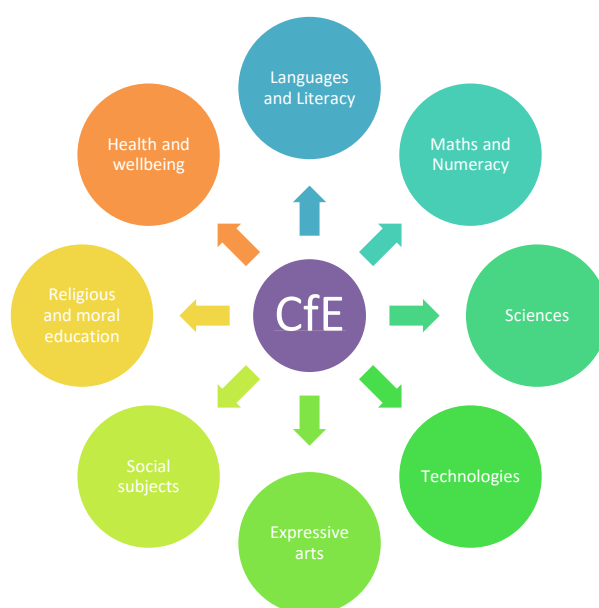 Languages
and Literacy
Maths and
Numeracy
Sciences
Technologies
Expressive
arts
Social
subjects
Religious
and moral
education
Health and
wellbeing
CfE